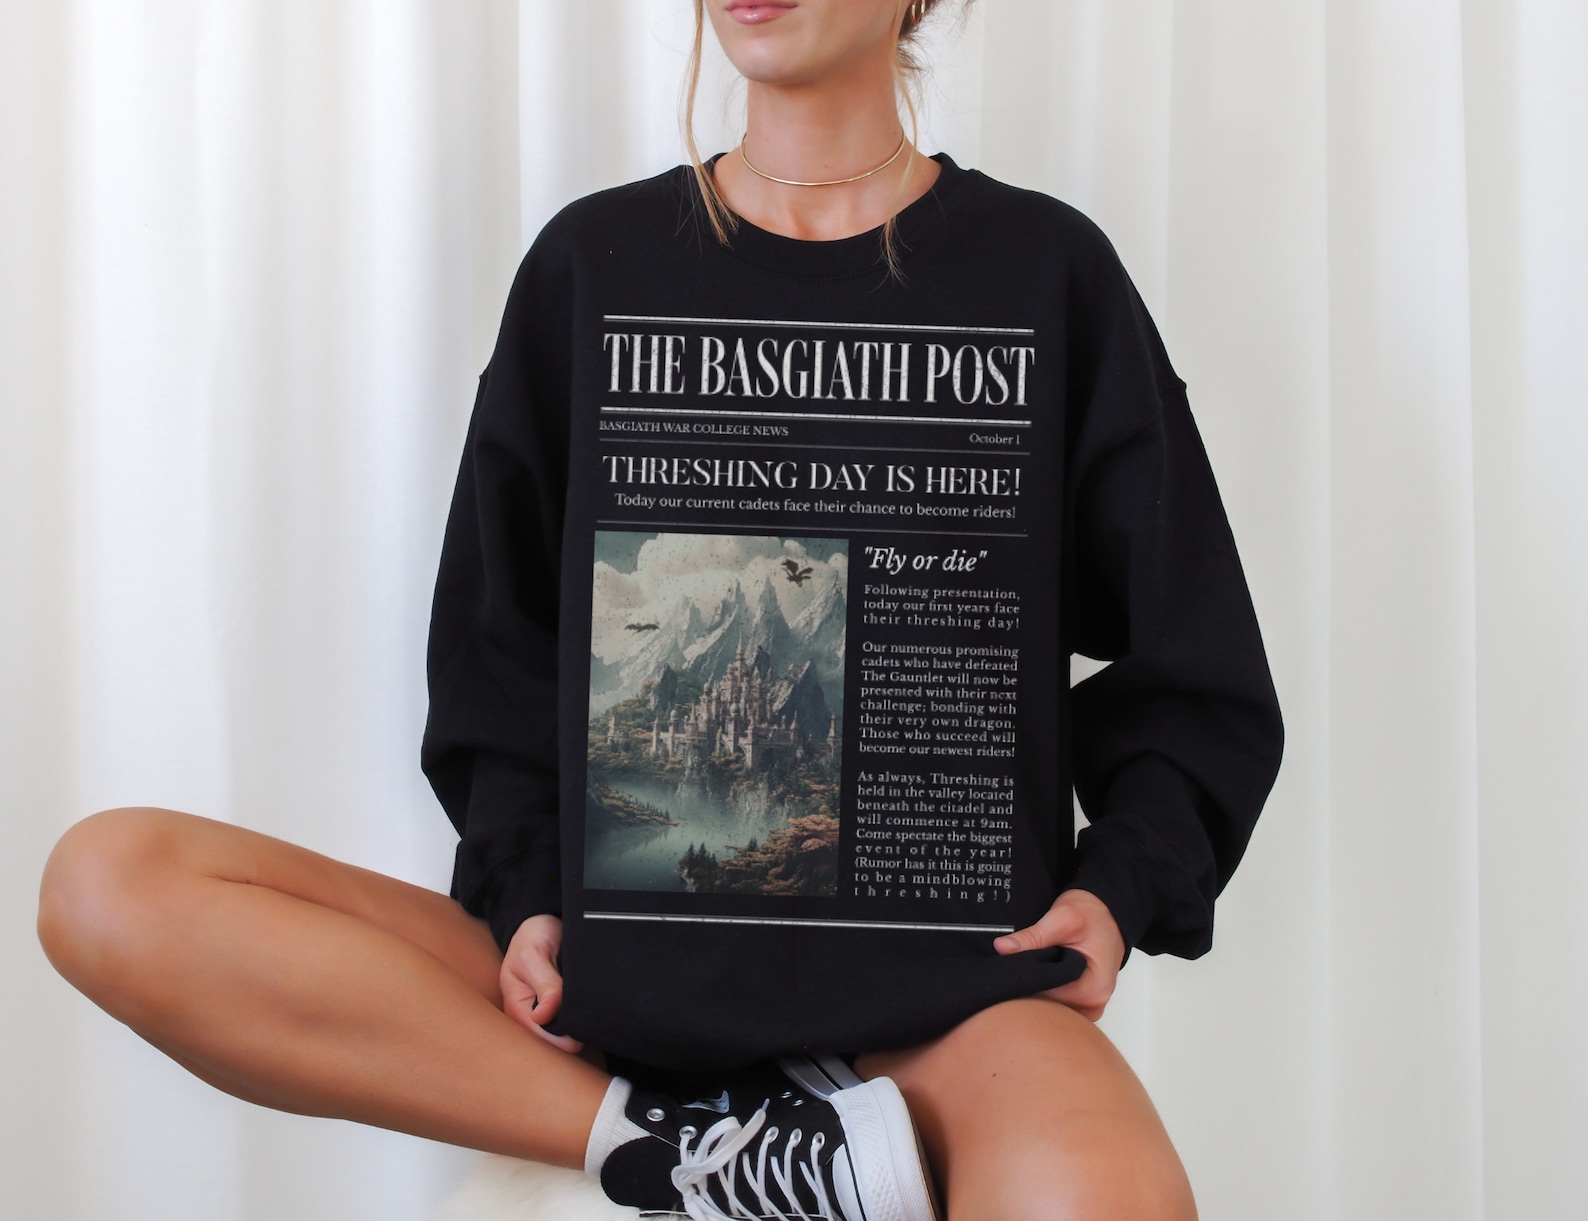 THE BASGIATH POST
BASGIATH WAR COLLEGE NEWS
October 1
THRESHING DAY IS HERE!
Today our current cadets face their chance to become riders!
"Fly or die"
Following presentation,
today our first years face
their threshing day!
Our numerous promising
cadets who have defeated
The Gauntlet will now be
presented with their next
challenge; bonding with
their very own dragon.
Those who succeed will
become our newest riders!
As always, Threshing is
held in the valley located
beneath the citadel and
will commence at 9am.
Come spectate the biggest
event of the year!
(Rumor has it this is going
to be a mindblowing
threshing!)